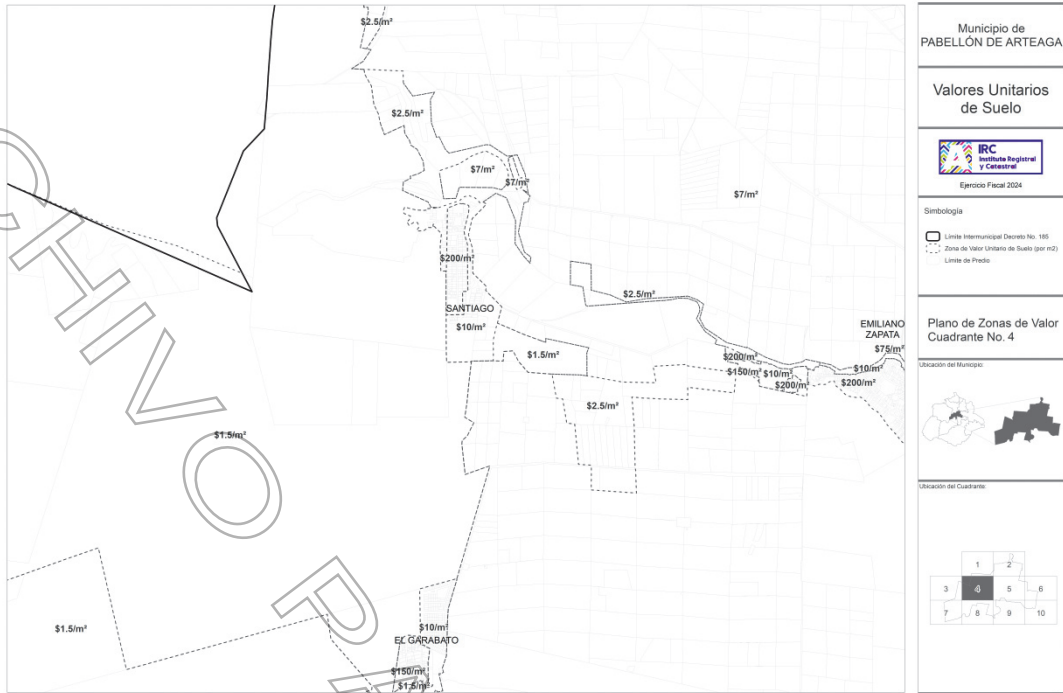 $2.5/m²
$2.5/m²
$7/m²
$7/m²
$7/m²
$200/m²
SANTIAGO
$10/m²
$2.5/m²
$1.5/m²
EMILIANO
ZAPATA
$75/m²
$200/m²
$150/m²
$10/m²
$200/m²
$10/m²
$200/m²
$2.5/m²
$1.5/m²
$1.5/m²
$10/m²
EL GARABATO
$150/m²
$1.5/m²
CHIVO P
Municipio de
PABELLÓN DE ARTEAGA
Valores Unitarios
de Suelo
IRC
Instituto Registral
y Catastral
Ejercicio Fiscal 2024
Simbología
Límite Intermunicipal Decreto No. 185
Zona de Valor Unitario de Suelo (por m2)
Límite de Predio
Plano de Zonas de Valor
Cuadrante No. 4
Ubicación del Municipio:
Ubicación del Cuadrante:
1 2
3 4 5 6
7 8 9 10